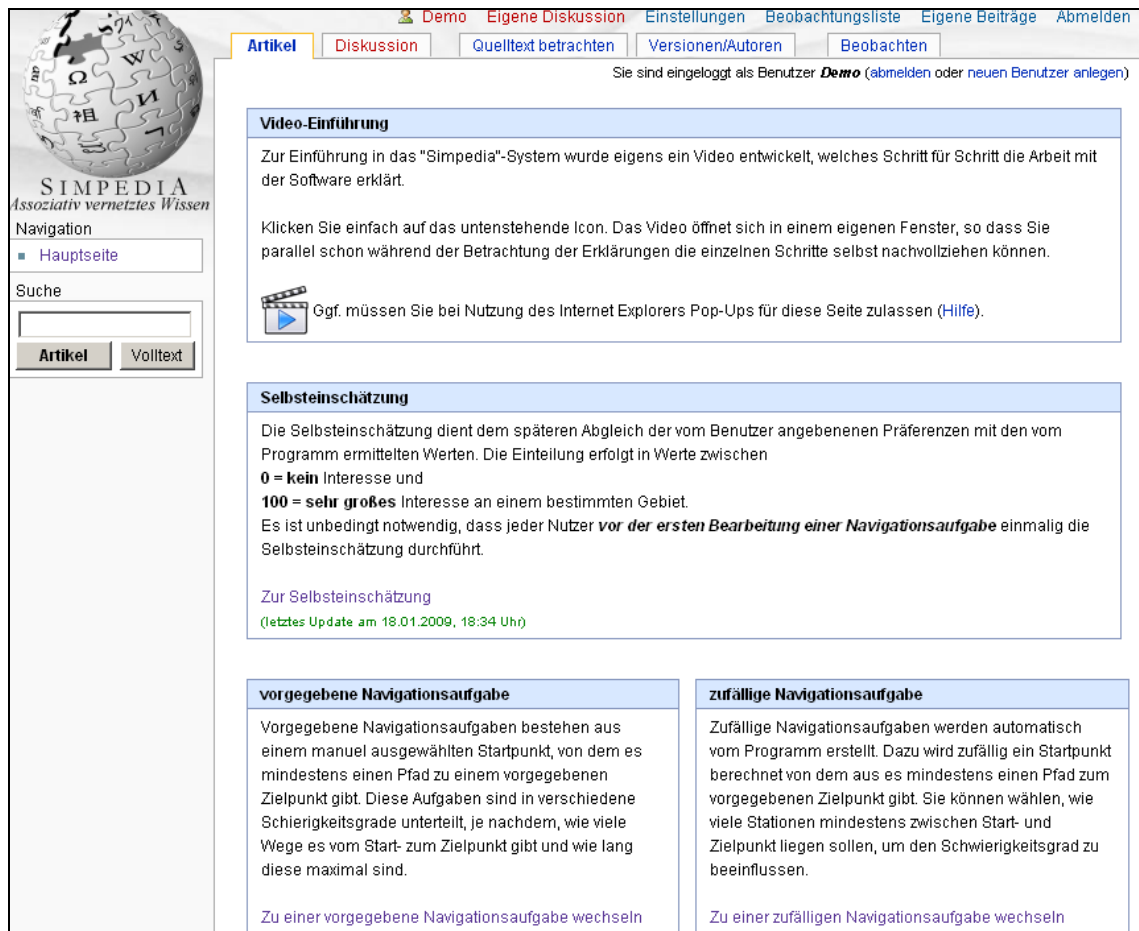 Demo Eigene Diskussion Einstellungen Beobachtungsliste Eigene Beiträge Abmelden
Artikel Diskussion Quelltext betrachten Versionen/Autoren Beobachten
Sie sind eingeloggt als Benutzer Demo (abmelden oder neuen Benutzer anlegen)
SIMPEDIA
Assoziativ vernetztes Wissen
Navigation
Hauptseite
Suche
Artikel Volltext
Video-Einführung
Zur Einführung in das "Simpedia"-System wurde eigens ein Video entwickelt, welches Schritt für Schritt die Arbeit mit
der Software erklärt.
Klicken Sie einfach auf das untenstehende Icon. Das Video öffnet sich in einem eigenen Fenster, so dass Sie
parallel schon während der Betrachtung der Erklärungen die einzelnen Schritte selbst nachvollziehen können.
Ggf. müssen Sie bei Nutzung des Internet Explorers Pop-Ups für diese Seite zulassen (Hilfe).
Selbsteinschätzung
Die Selbsteinschätzung dient dem späteren Abgleich der vom Benutzer angebenenen Präferenzen mit den vom
Programm ermittelten Werten. Die Einteilung erfolgt in Werte zwischen
0 = kein Interesse und
100 = sehr großes Interesse an einem bestimmten Gebiet.
Es ist unbedingt notwendig, dass jeder Nutzer vor der ersten Bearbeitung einer Navigationsaufgabe einmalig die
Selbsteinschätzung durchführt.
Zur Selbsteinschätzung
(letztes Update am 18.01.2009, 18:34 Uhr)
vorgegebene Navigationsaufgabe
Vorgegebene Navigationsaufgaben bestehen aus
einem manuel ausgewählten Startpunkt, von dem es
mindestens einen Pfad zu einem vorgegebenen
Zielpunkt gibt. Diese Aufgaben sind in verschiedene
Schierigkeitsgrade unterteilt, je nachdem, wie viele
Wege es vom Start- zum Zielpunkt gibt und wie lang
diese maximal sind.
Zu einer vorgegebene Navigationsaufgabe wechseln
zufällige Navigationsaufgabe
Zufällige Navigationsaufgaben werden automatisch
vom Programm erstellt. Dazu wird zufällig ein Startpunkt
berechnet von dem aus es mindestens einen Pfad zum
vorgegebenen Zielpunkt gibt. Sie können wählen, wie
viele Stationen mindestens zwischen Start- und
Zielpunkt liegen sollen, um den Schwierigkeitsgrad zu
beeinflussen.
Zu einer zufälligen Navigationsaufgabe wechseln